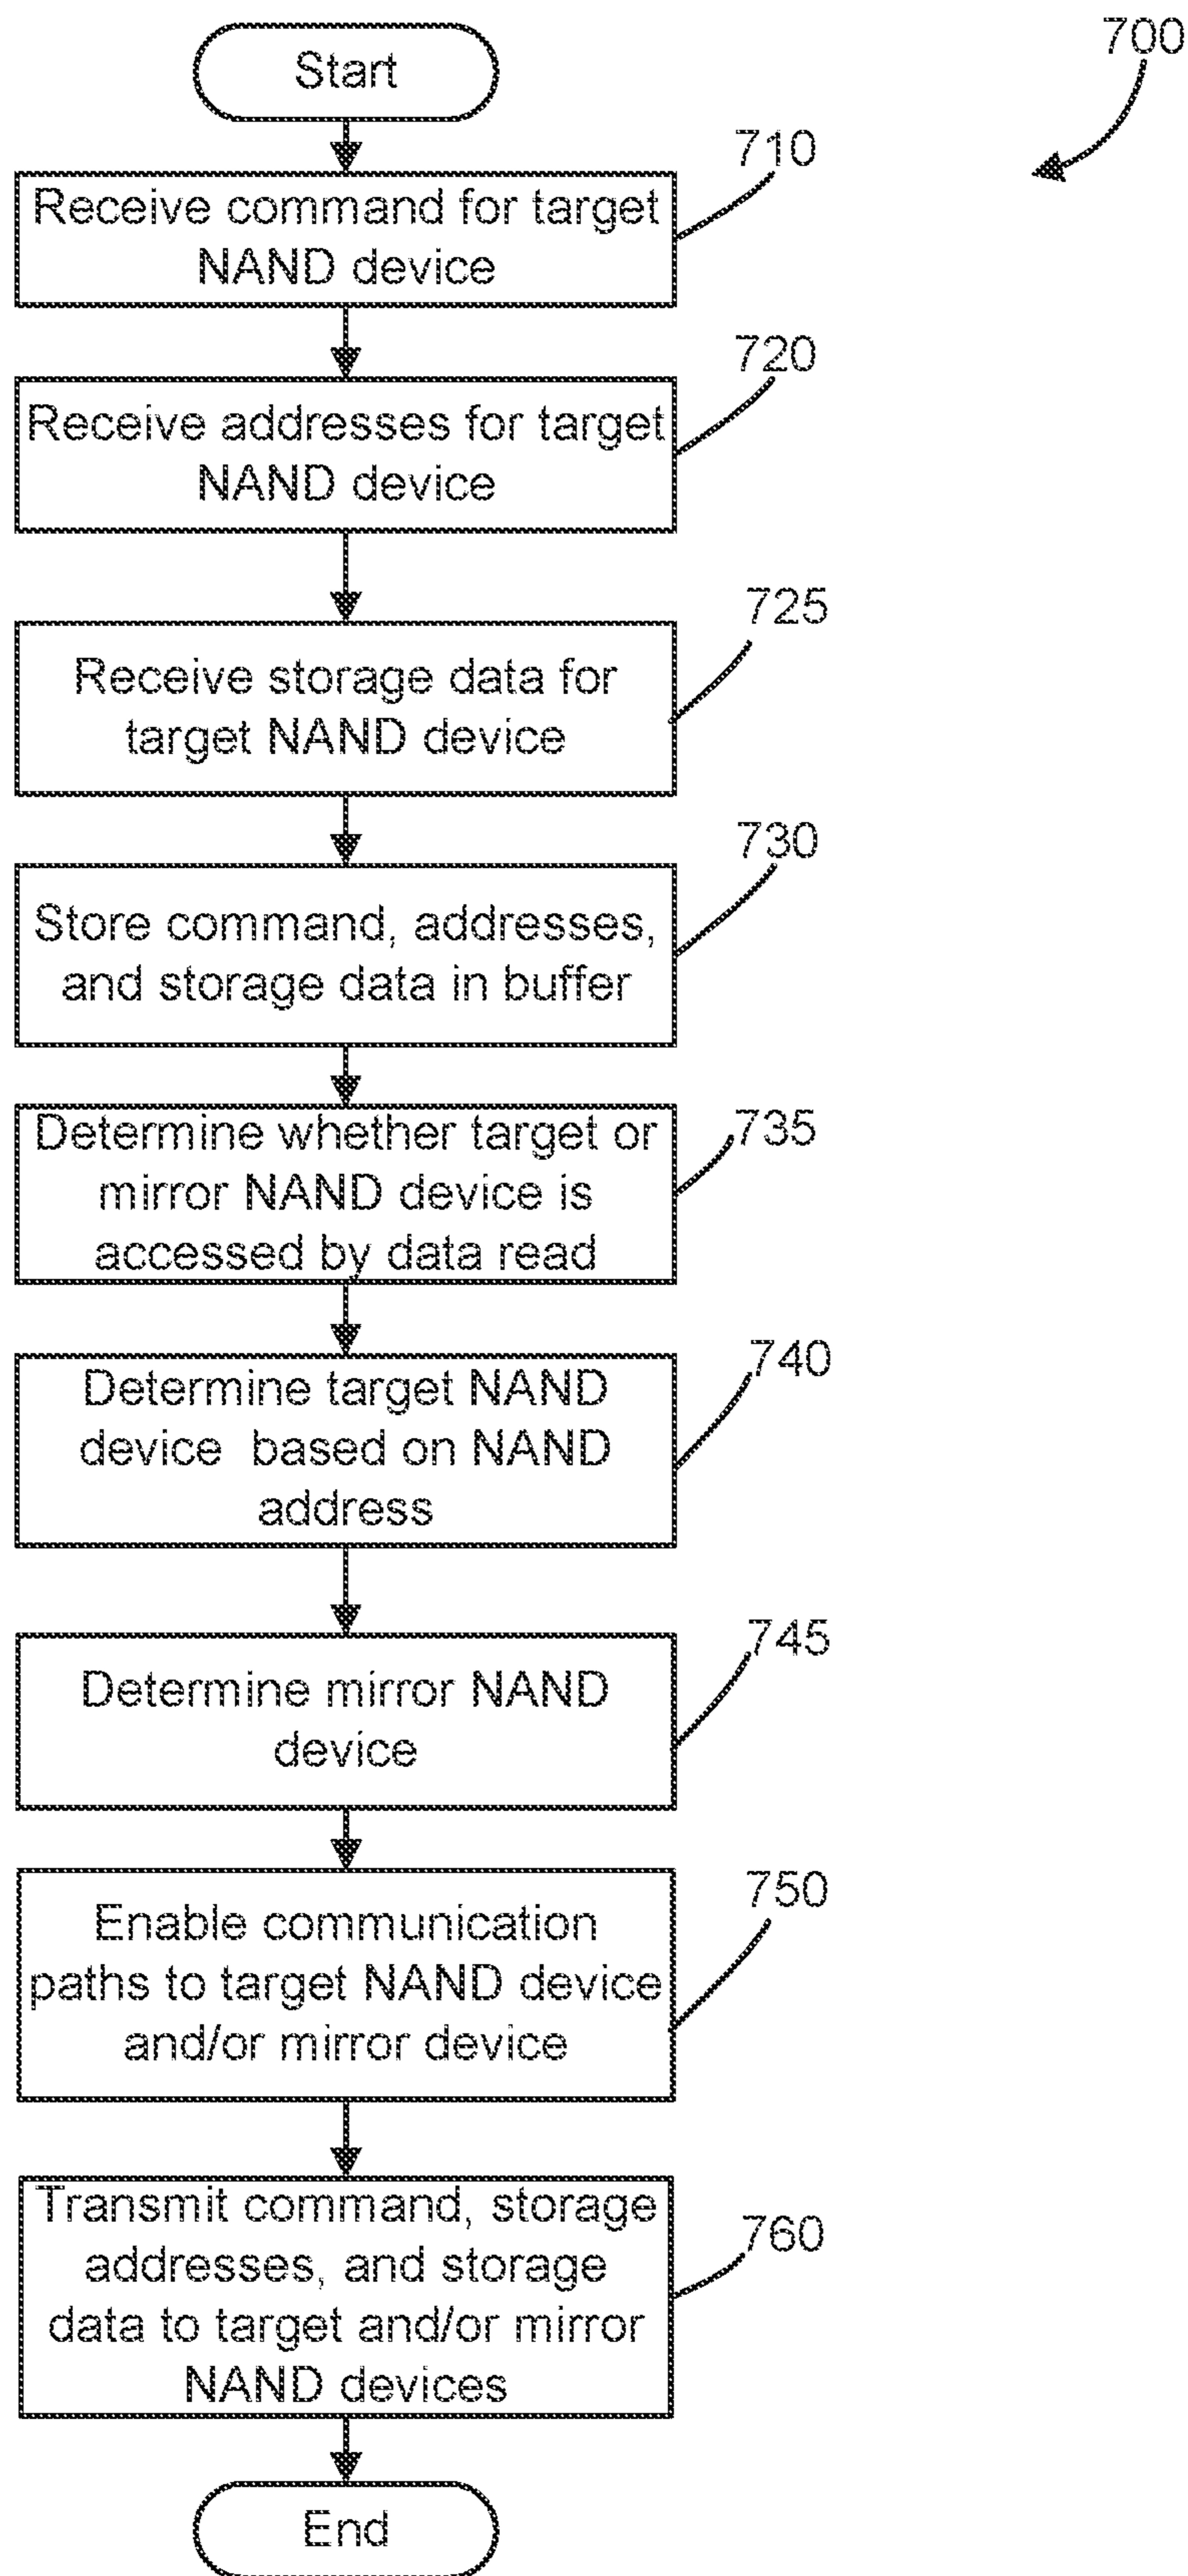 700
Start
710
Receive command for target
NAND device
720
Receive addresses for target
NAND device
725
Receive storage data for
target NAND device
730
Store command, addresses,
and storage data in buffer
735
Determine whether target or
mirror NAND device is
accessed by data read
740
Determine target NAND
device based on NAND
address
745
Determine mirror NAND
device
750
Enable communication
paths to target NAND device
and/or mirror device
760
Transmit command, storage
addresses, and storage
data to target and/or mirror
NAND devices
End